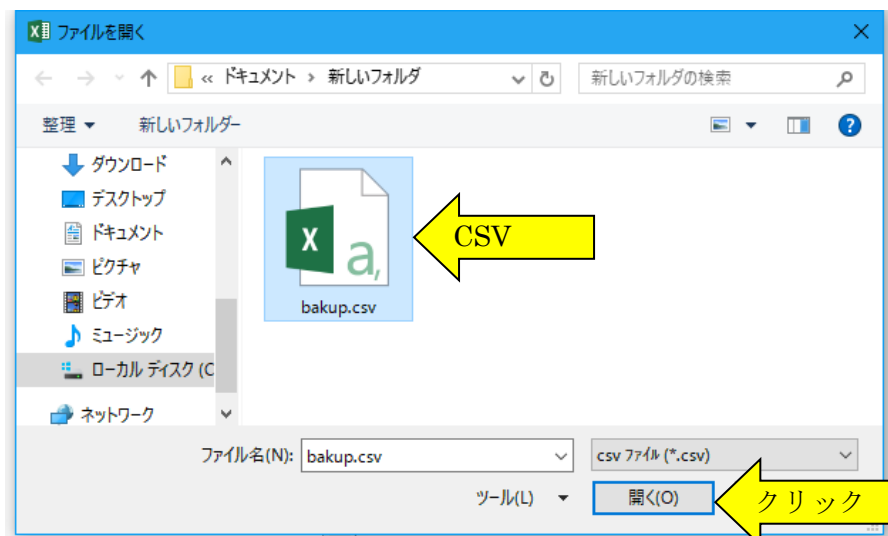 ファイルを開く
« ドキュメント › 新しいフォルダ
新しいフォルダの検索
整理 新しいフォルダー
ダウンロード
デスクトップ
ドキュメント
ピクチャ
ビデオ
ミュージック
ローカル ディスク (C
ネットワーク
X a,
CSV
bakup.csv
ファイル名(N): bakup.csv
csv ファイル (*.csv)
ツール(L)
開く(O)
クリック